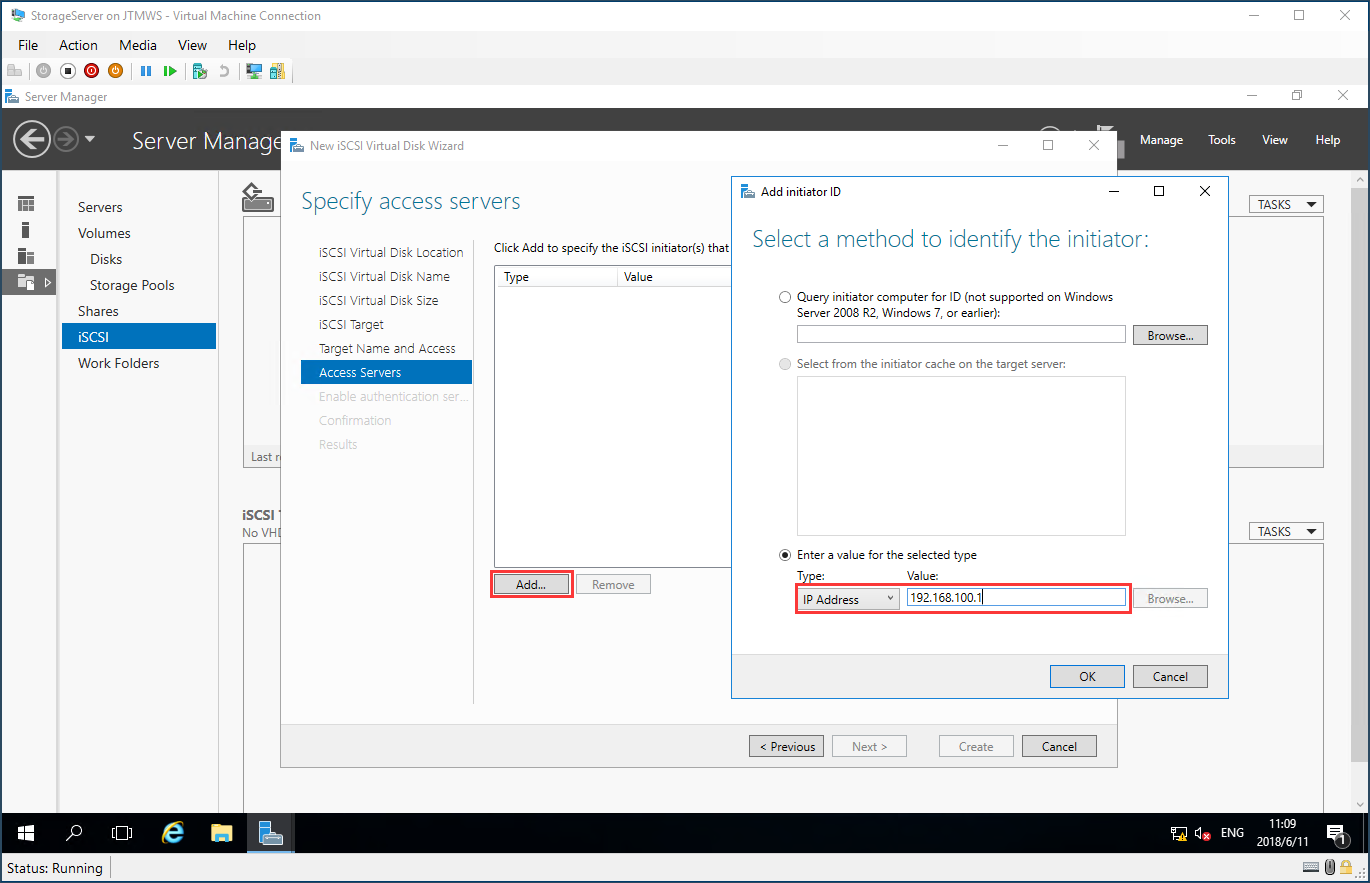 StorageServer on JTMWS - Virtual Machine Connection
File Action Media View Help
Server Manager
Server Manage
Manage Tools View Help
New iSCSI Virtual Disk Wizard
Specify access servers
iSCSI Virtual Disk Location
iSCSI Virtual Disk Name
iSCSI Virtual Disk Size
iSCSI Target
Target Name and Access
Access Servers
Enable authentication ser...
Confirmation
Results
Click Add to specify the iSCSI initiator(s) that
Type Value
Add... Remove
< Previous Next > Create Cancel
Servers
Volumes
Disks
Storage Pools
Shares
iSCSI
Work Folders
TASKS
Last re
iSCSI
No VHD
TASKS
Add initiator ID
Select a method to identify the initiator:
Query initiator computer for ID (not supported on Windows
Server 2008 R2, Windows 7, or earlier):
Browse...
Select from the initiator cache on the target server:
Enter a value for the selected type
Type: Value:
IP Address 192.168.100.1 Browse...
OK Cancel
ENG
11:09
2018/6/11
1
Status: Running